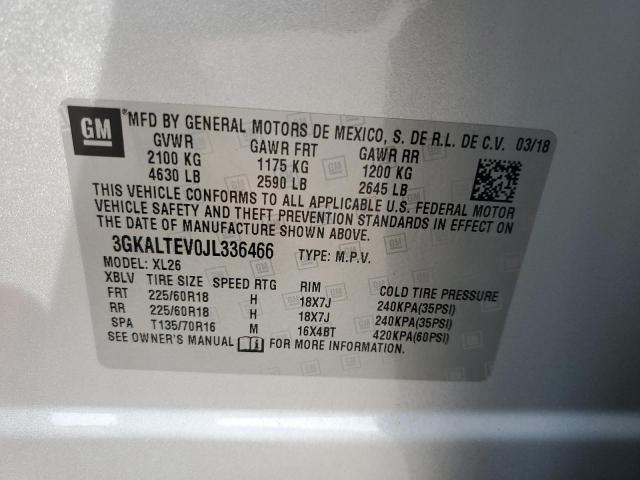 GM ®MFD BY GENERAL MOTORS DE MEXICO, S. DE R.L. DE C.V. 03/18
GVWR GAWR FRT GAWR RR
2100 KG 1175 KG 1200 KG
4630 LB 2590 LB 2645 LB
THIS VEHICLE CONFORMS TO ALL APPLICABLE U.S. FEDERAL MOTOR
VEHICLE SAFETY AND THEFT PREVENTION STANDARDS IN EFFECT ON
THE DATE OF MANUFACTURE SHOWN ABOVE.
3GKALTEV0JL336466 TYPE: M.P.V.
MODEL: XL26
XBLV TIRE SIZE SPEED RTG RIM COLD TIRE PRESSURE
FRT 225/60R18 H 18X7J 240KPA(35PSI)
RR 225/60R18 H 18X7J 240KPA(35PSI)
SPA T135/70R16 M 16X4BT 420KPA(60PSI)
SEE OWNER'S MANUAL FOR MORE INFORMATION.